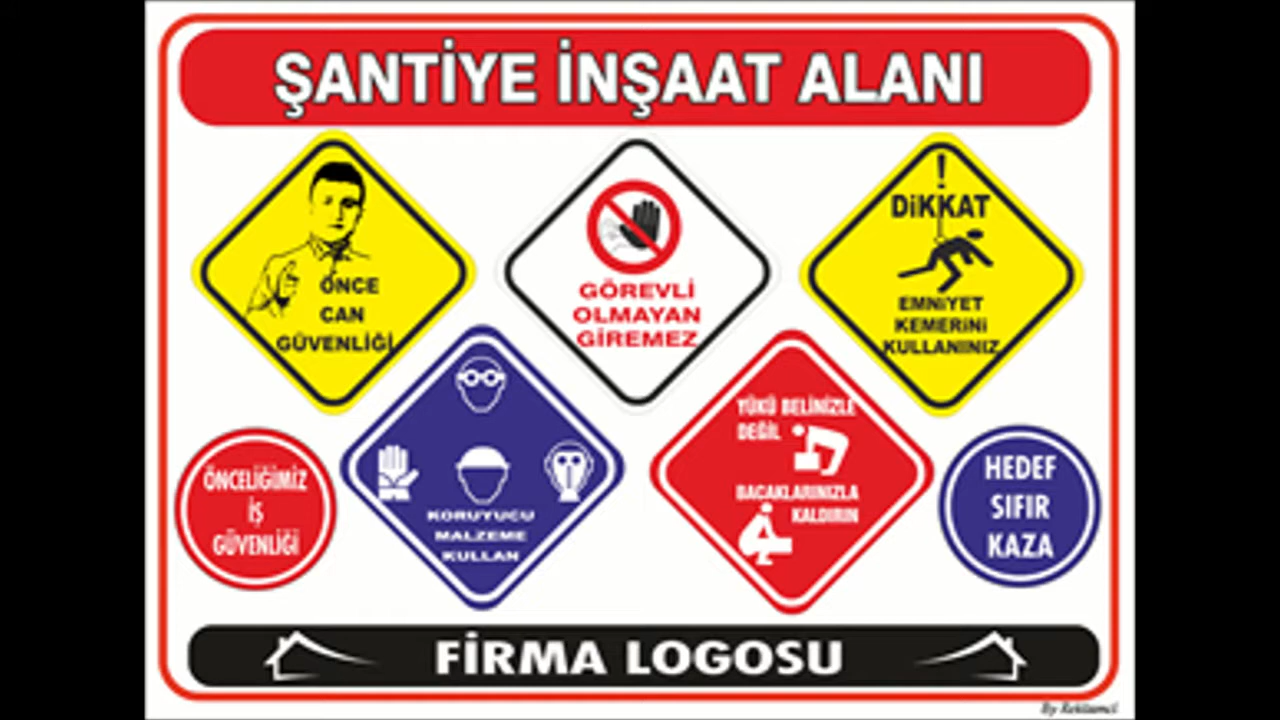 ŞANTİYE İNŞAAT ALANI
ÖNCE
CAN
GÜVENLİĞİ
GÖREVLİ
OLMAYAN
GİREMEZ
!
DİKKAT
EMNİYET
KEMERİNİ
KULLANINIZ
ÖNCELİĞİMİZ
İŞ
GÜVENLİĞİ
KORUYUCU
MALZEME
KULLAN
YÜKÜ BELİNİZLE
DEĞİL
BACAKLARINIZLA
KALDIRIN
HEDEF
SIFIR
KAZA
FİRMA LOGOSU
By Reklamcı